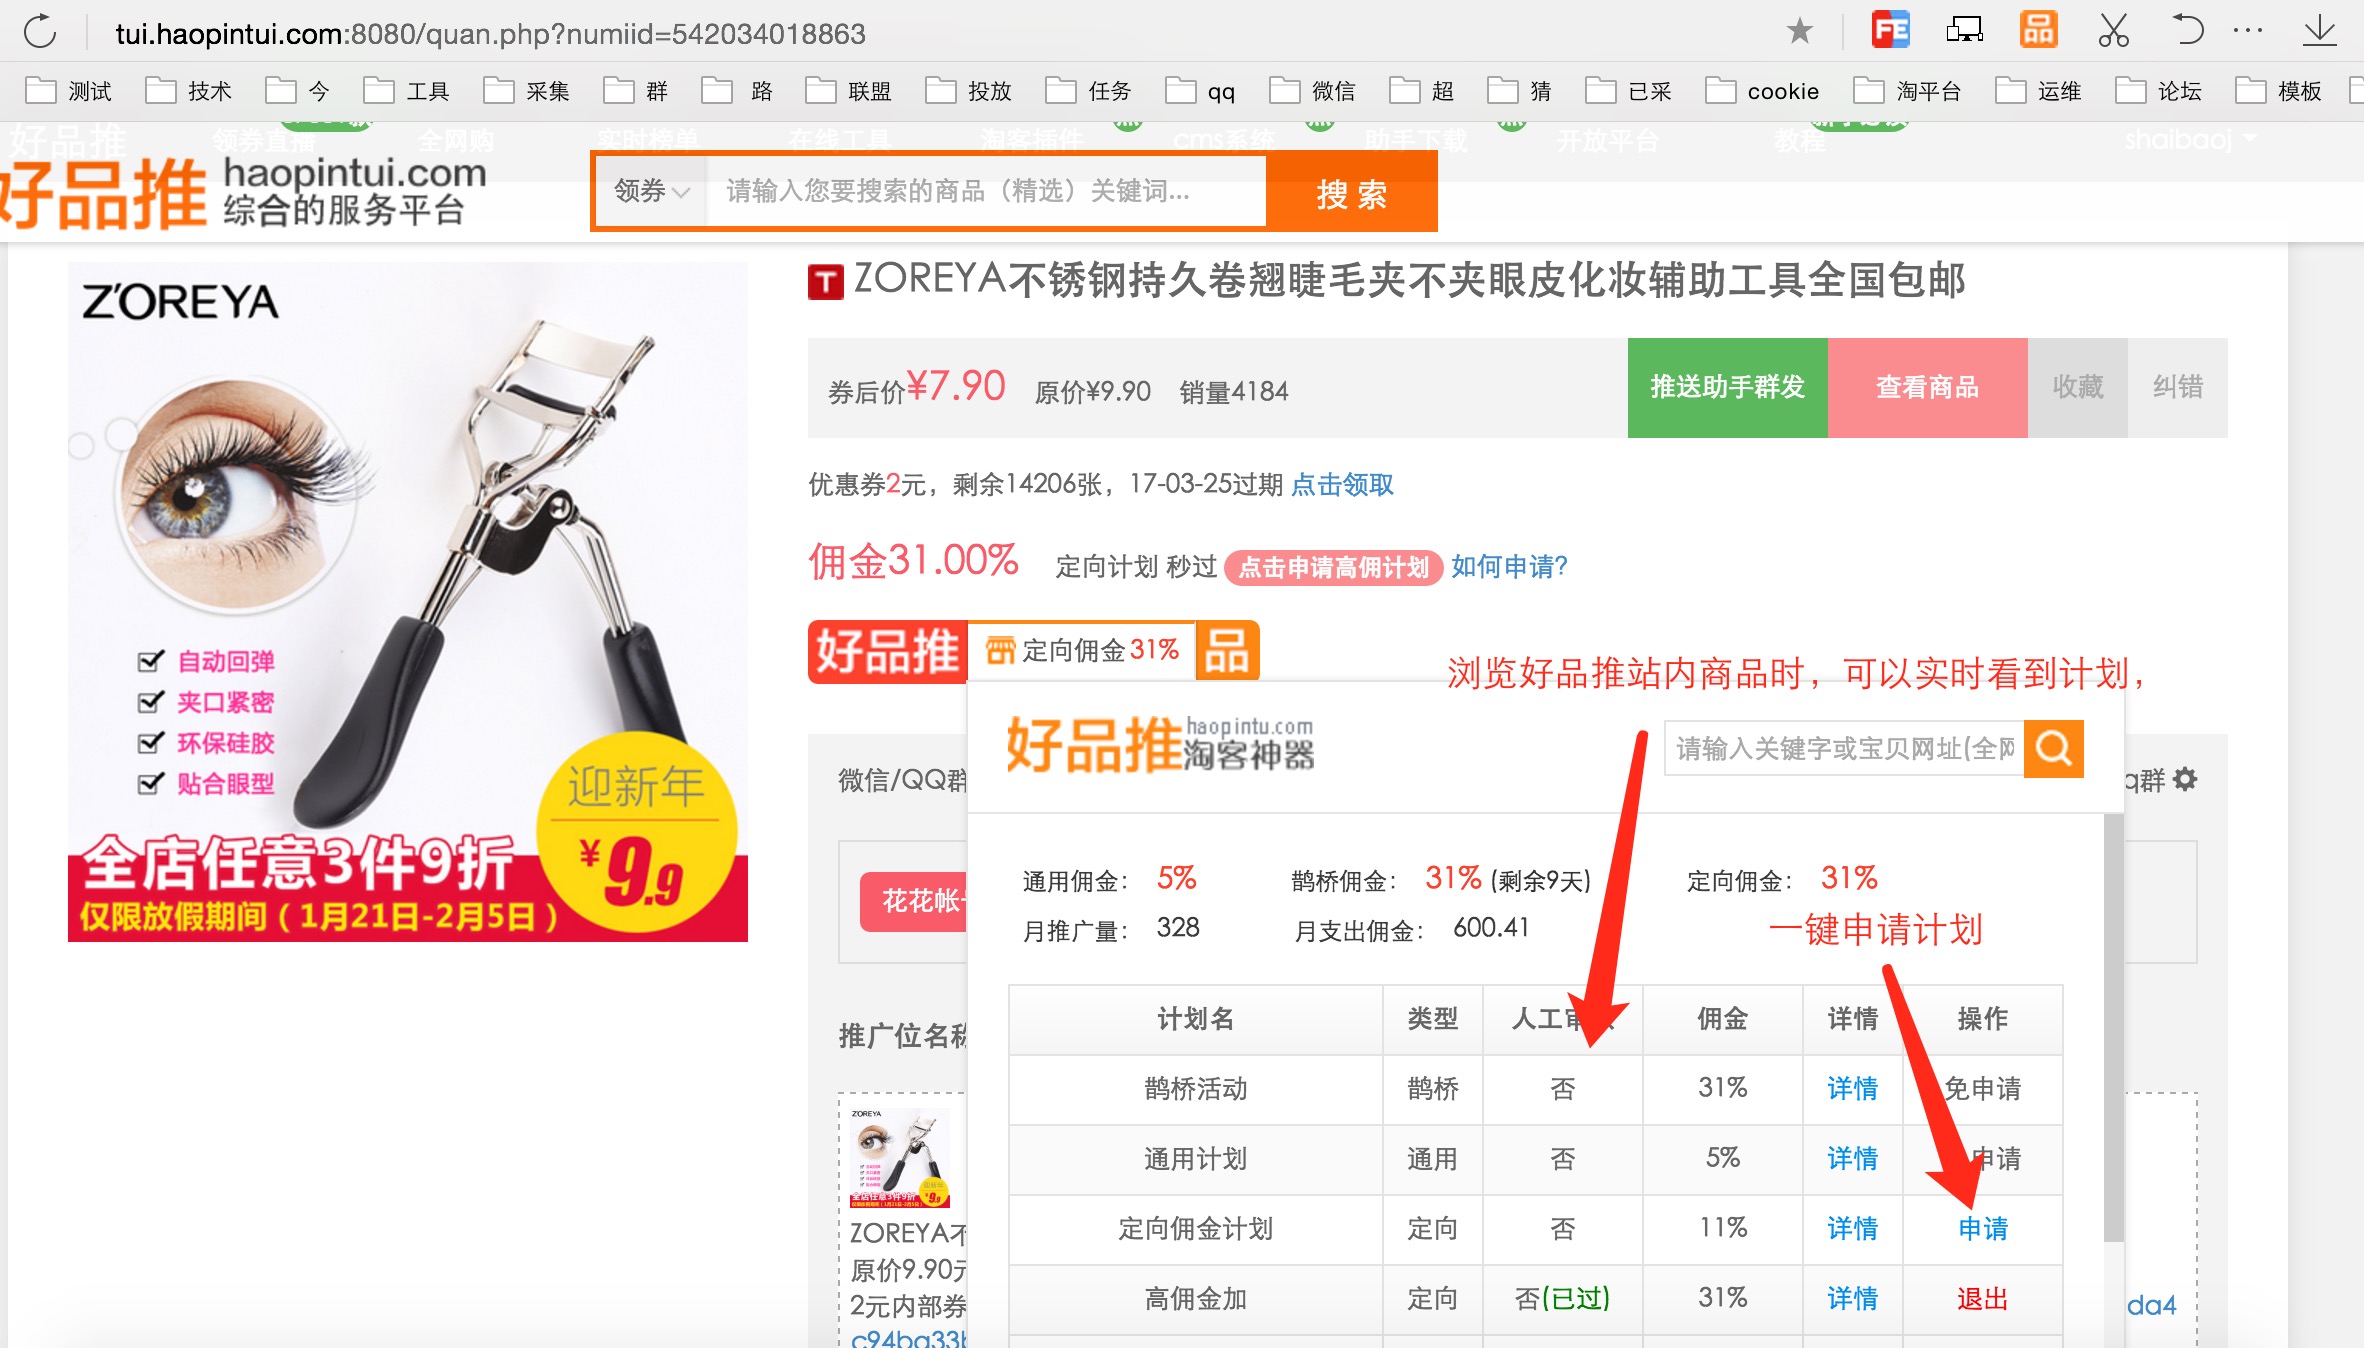 tui.haopintui.com:8080/quan.php?numiid=542034018863
FE 品
测试 技术 今 工具 采集 群 路 联盟 投放 任务 qq 微信 超 猜 已采 cookie 淘平台 运维 论坛 模板
好品推 领券直播 全网购 实时榜单 在线工具 淘客插件 cms系统 助手下载 开放平台 教程 shaibaoj
好品推 haopintui.com
综合的服务平台
领券 请输入您要搜索的商品（精选）关键词... 搜 索
T ZOREYA不锈钢持久卷翘睫毛夹不夹眼皮化妆辅助工具全国包邮
Z'OREYA
自动回弹
夹口紧密
环保硅胶
贴合眼型
迎新年
¥9.9
全店任意3件9折
仅限放假期间（1月21日-2月5日）
券后价¥7.90 原价¥9.90 销量4184
推送助手群发 查看商品 收藏 纠错
优惠券2元，剩余14206张，17-03-25过期 点击领取
佣金31.00% 定向计划 秒过 点击申请高佣计划 如何申请?
好品推 定向佣金 31% 品
浏览好品推站内商品时，可以实时看到计划，
好品推 haopintu.com
淘客神器
请输入关键字或宝贝网址(全网
微信/QQ群 q群
通用佣金： 5% 鹊桥佣金： 31% (剩余9天) 定向佣金： 31%
月推广量： 328 月支出佣金： 600.41
一键申请计划
花花帐
推广位名称
计划名 类型 人工审 佣金 详情 操作
鹊桥活动 鹊桥 否 31% 详情 免申请
通用计划 通用 否 5% 详情 申请
定向佣金计划 定向 否 11% 详情 申请
高佣金加 定向 否(已过) 31% 详情 退出
ZOREYA不
原价9.90元
2元内部券
c94ba33b
da4